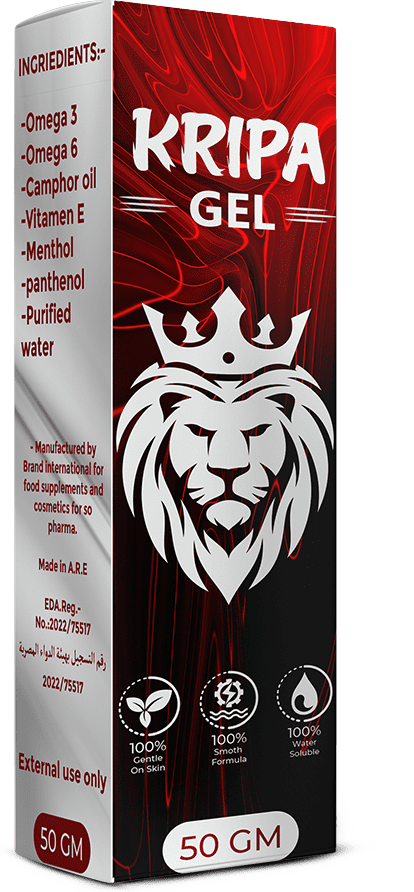 INGRIEDIENTS:-
-Omega 3
-Omega 6
-Camphor oil
-Vitamen E
-Menthol
-panthenol
-Purified
water
- Manufactured by
Brand international for
food supplements and
cosmetics for so
pharma.
Made in A.R.E
EDA.Reg.-
No.:2022/75517
رقم التسجيل بهيئة الدواء المصرية
2022/75517
External use only
50 GM
KRIPA
GEL
100%
Gentle
On Skin
100%
Smoth
Formula
100%
Water
Soluble
50 GM